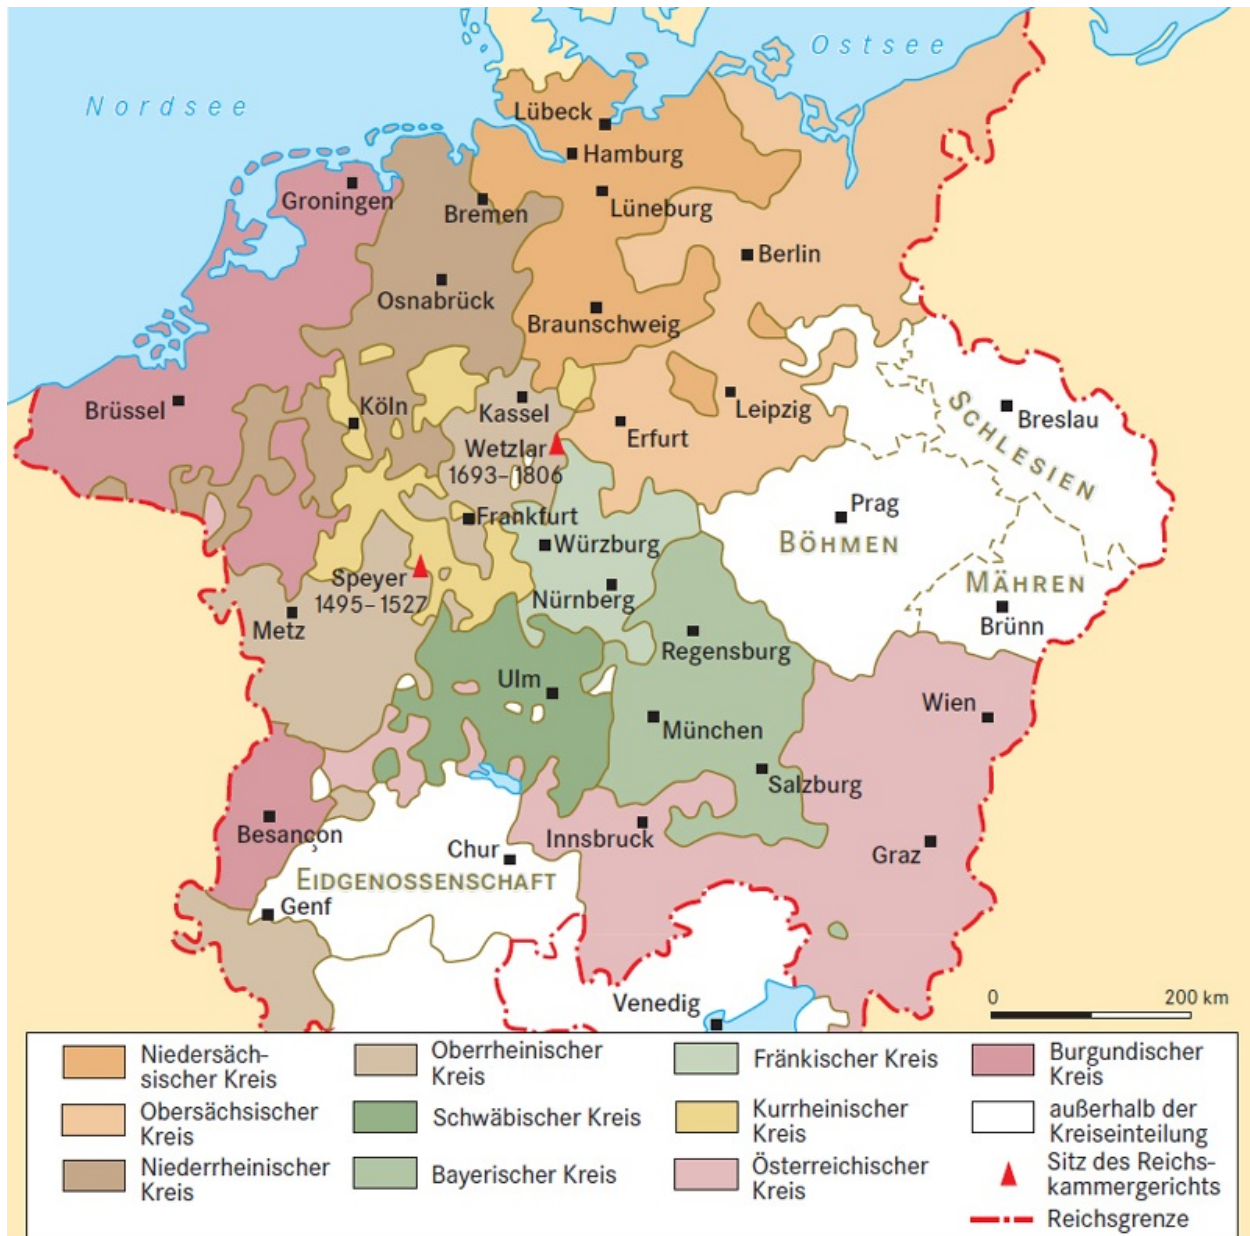 Ostsee
Nordsee
Lübeck
Hamburg
Groningen
Bremen
Lüneburg
Berlin
Osnabrück
Braunschweig
Brüssel
Köln
Kassel
Leipzig
Breslau
SCHLESIEN
Erfurt
Wetzlar
1693–1806
Prag
Frankfurt
BÖHMEN
Würzburg
Speyer
1495–1527
MÄHREN
Nürnberg
Metz
Brünn
Regensburg
Ulm
Wien
München
Salzburg
Besançon
Innsbruck
Chur
Graz
EIDGENOSSENSCHAFT
Genf
Venedig
0 200 km
Niedersäch-
sischer Kreis
Obersächsischer
Kreis
Niederrheinischer
Kreis
Oberrheinischer
Kreis
Schwäbischer Kreis
Bayerischer Kreis
Fränkischer Kreis
Kurrheinischer
Kreis
Österreichischer
Kreis
Burgundischer
Kreis
außerhalb der
Kreiseinteilung
Sitz des Reichs-
kammergerichts
Reichsgrenze